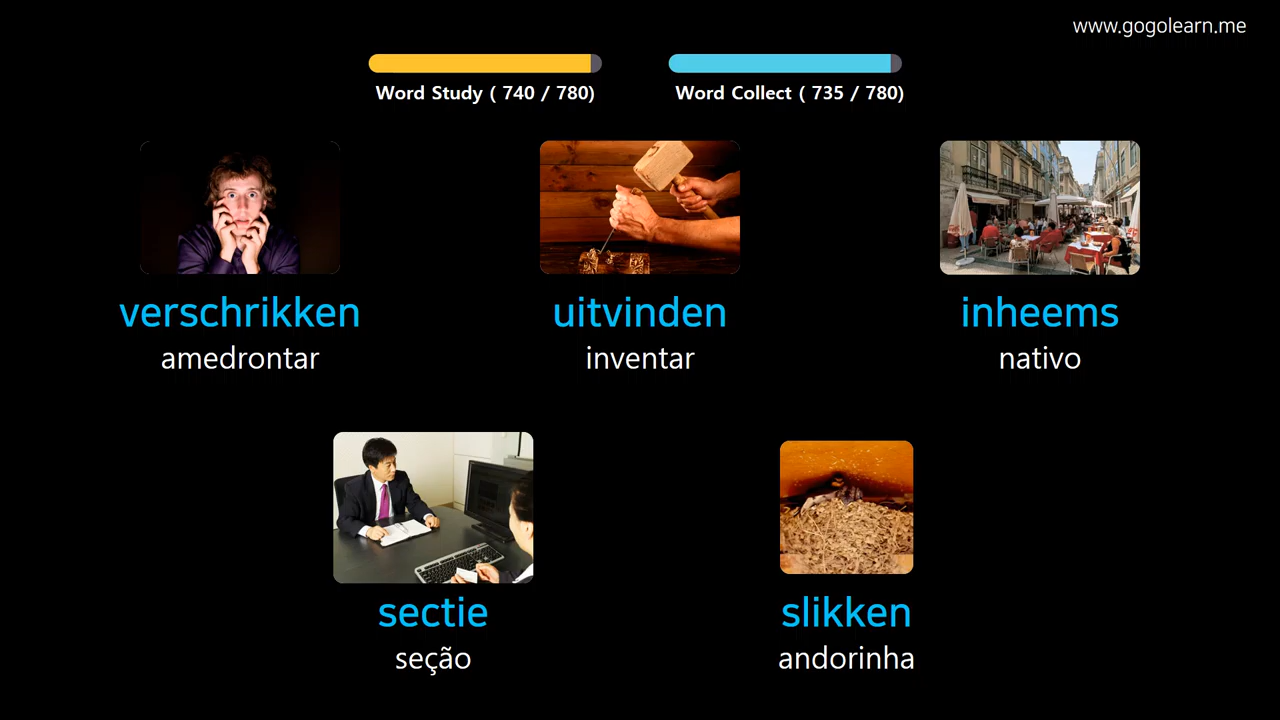 www.gogolearn.me
Word Study ( 740 / 780)
Word Collect ( 735 / 780)
verschrikken
amedrontar
uitvinden
inventar
inheems
nativo
sectie
seção
slikken
andorinha